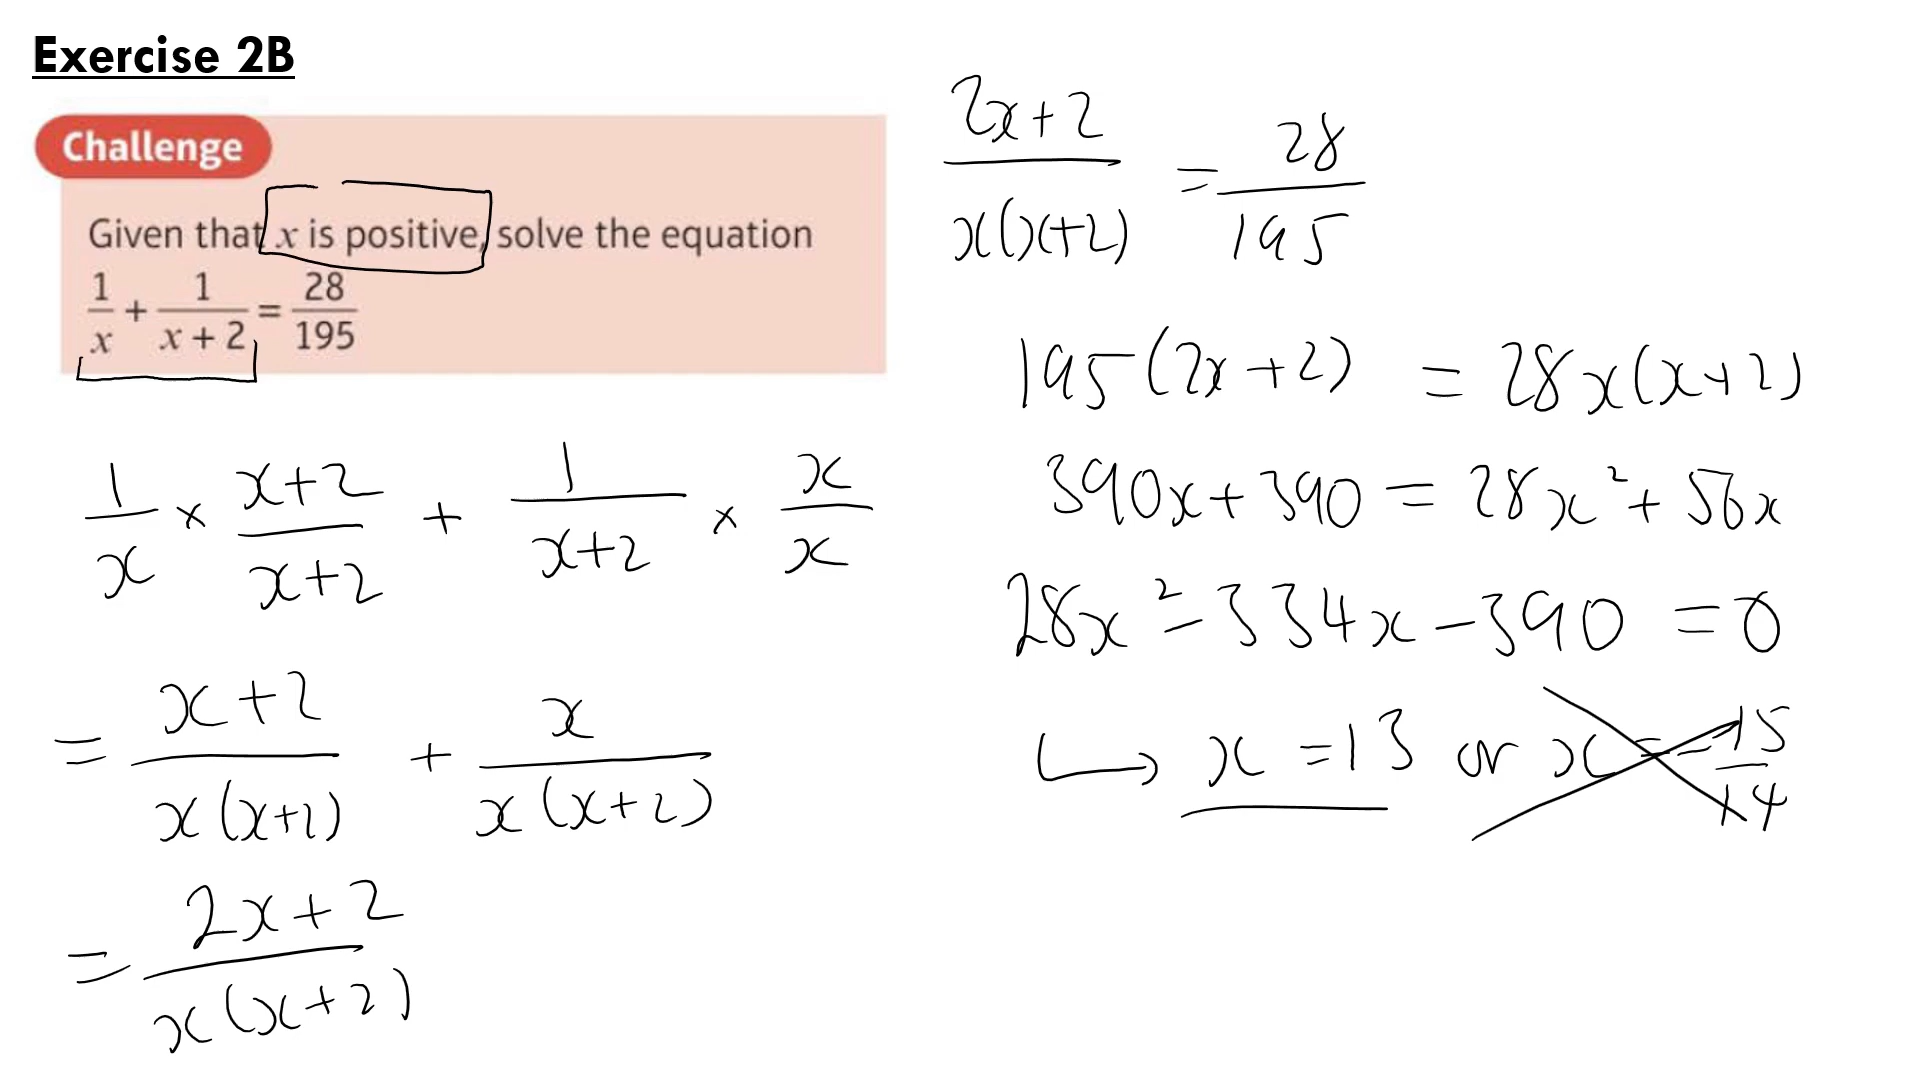 Exercise 2B
Challenge
Given that x is positive, solve the equation
1/x + 1/(x + 2) = 28/195
1/x × (x+2)/(x+2) + 1/(x+2) × x/x
= (x+2)/(x(x+2)) + x/(x(x+2))
= (2x+2)/(x(x+2))
(2x+2)/(x(x+2)) = 28/195
195(2x+2) = 28x(x+2)
390x+390 = 28x²+56x
28x²-334x-390 = 0
↳ x = 13 or x = -15/14